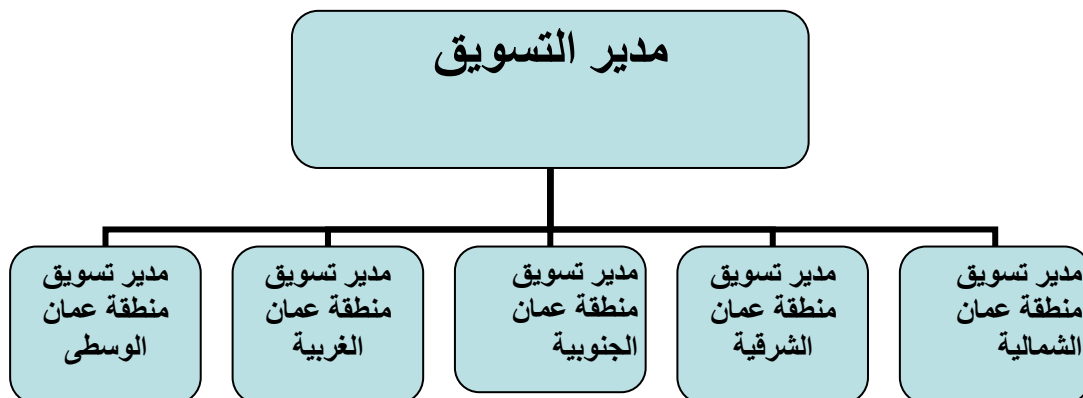 مدير التسويق
مدير تسويق
منطقة عمان
الشمالية
مدير تسويق
منطقة عمان
الشرقية
مدير تسويق
منطقة عمان
الجنوبية
مدير تسويق
منطقة عمان
الغربية
مدير تسويق
منطقة عمان
الوسطى